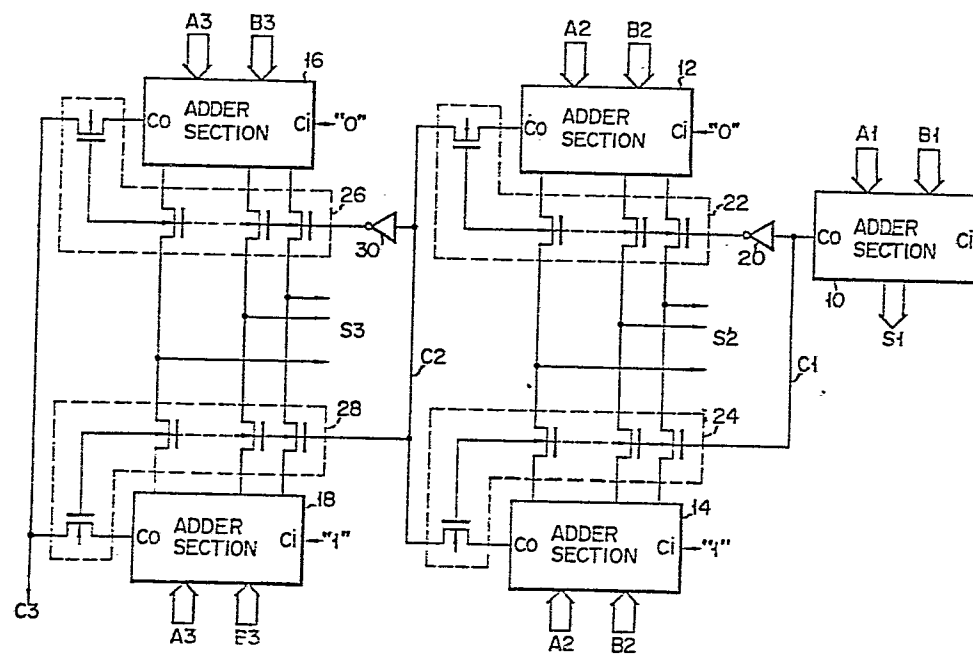 A3 B3 A2 B2
16 12
ADDER SECTION Co Ci "0"
ADDER SECTION Co Ci "0"
A1 B1
26 22
ADDER SECTION Co Ci
30 20
10
S1
S3 S2
C2 C1
28 24
18 14
ADDER SECTION Co Ci "1"
ADDER SECTION Co Ci "1"
C3
A3 B3 A2 B2